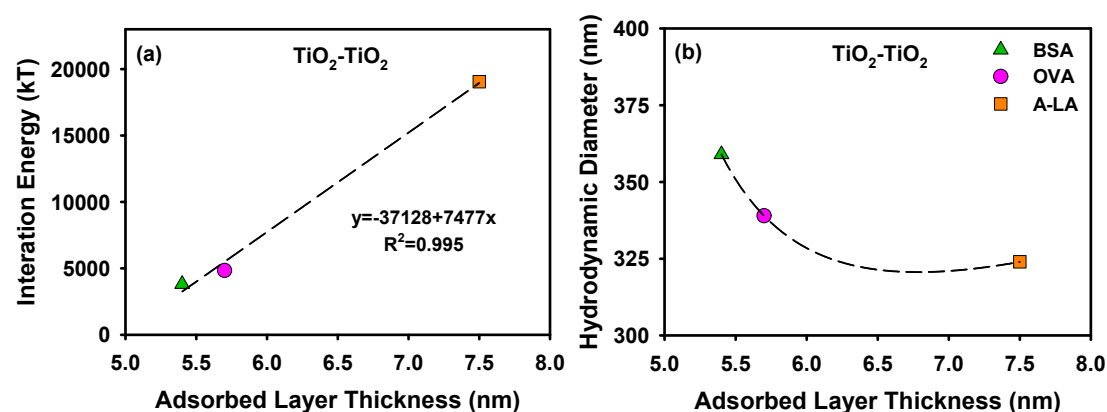 (a)
TiO2-TiO2
Interation Energy (kT)
20000
15000
10000
5000
0
y=-37128+7477x
R²=0.995
5.0 5.5 6.0 6.5 7.0 7.5 8.0
Adsorbed Layer Thickness (nm)
(b)
TiO2-TiO2
BSA
OVA
A-LA
Hydrodynamic Diameter (nm)
400
375
350
325
300
5.0 5.5 6.0 6.5 7.0 7.5 8.0
Adsorbed Layer Thickness (nm)